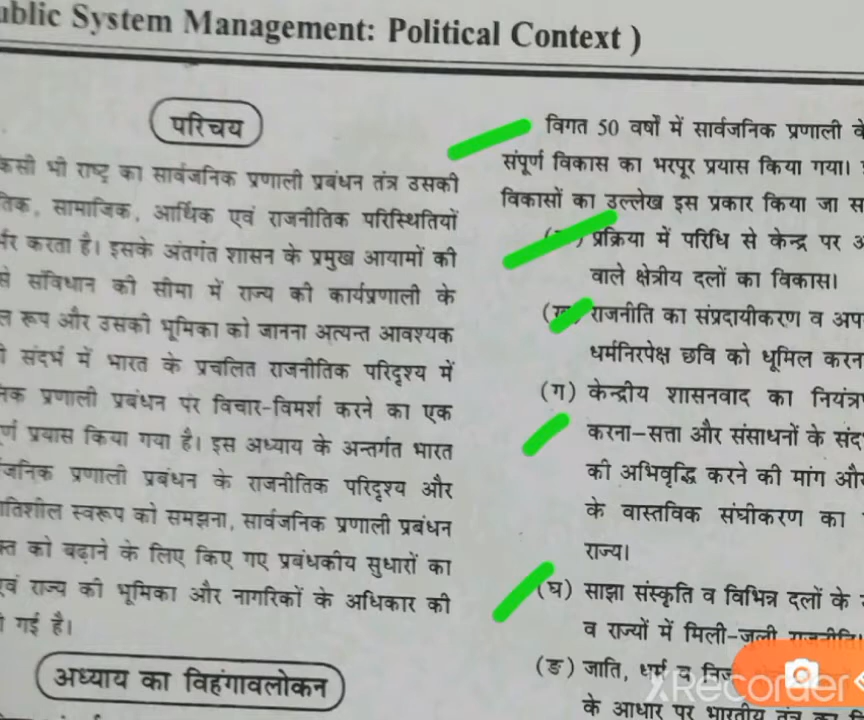 ublic System Management: Political Context )
परिचय
कसी भी राष्ट्र का सार्वजनिक प्रणाली प्रबंधन तंत्र उसकी
तिक, सामाजिक, आर्थिक एवं राजनीतिक परिस्थितियों
र्भर करता है। इसके अंतर्गत शासन के प्रमुख आयामों की
से संविधान की सीमा में राज्य की कार्यप्रणाली के
ल रूप और उसकी भूमिका को जानना अत्यन्त आवश्यक
ी संदर्भ में भारत के प्रचलित राजनीतिक परिदृश्य में
निक प्रणाली प्रबंधन पर विचार-विमर्श करने का एक
र्ण प्रयास किया गया है। इस अध्याय के अन्तर्गत भारत
जनिक प्रणाली प्रबंधन के राजनीतिक परिदृश्य और
तिशील स्वरूप को समझना, सार्वजनिक प्रणाली प्रबंधन
को बढ़ाने के लिए किए गए प्रबंधकीय सुधारों का
एवं राज्य की भूमिका और नागरिकों के अधिकार की
ी गई है।
अध्याय का विहंगावलोकन
विगत 50 वर्षों में सार्वजनिक प्रणाली के
संपूर्ण विकास का भरपूर प्रयास किया गया।
विकासों का उल्लेख इस प्रकार किया जा स
प्रक्रिया में परिधि से केन्द्र पर अ
वाले क्षेत्रीय दलों का विकास।
(ख) राजनीति का संप्रदायीकरण व अप
धर्मनिरपेक्ष छवि को धूमिल करन
(ग) केन्द्रीय शासनवाद का नियंत्र
करना-सत्ता और संसाधनों के संद
की अभिवृद्धि करने की मांग और
के वास्तविक संघीकरण का
राज्य।
(घ) साझा संस्कृति व विभिन्न दलों के
व राज्यों में मिली-जुली राजनीति।
(ङ) जाति, धर्म व निज
के आधार पर भारतीय तंत्र का
XRecorder